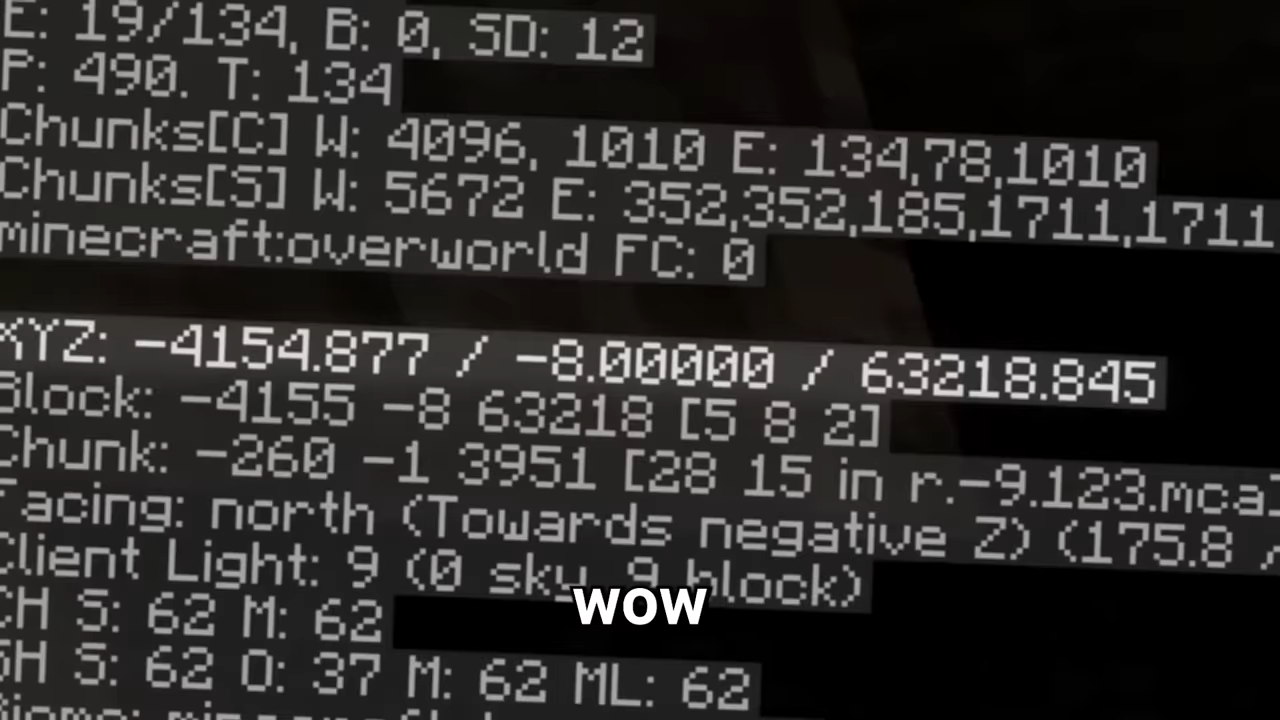 E: 19/134, B: 0, SD: 12
P: 490. T: 134
Chunks[C] W: 4096, 1010 E: 134,78,1010
Chunks[S] W: 5672 E: 352,352,185,1711,1711
minecraft:overworld FC: 0
XYZ: -4154.877 / -8.00000 / 63218.845
Block: -4155 -8 63218 [5 8 2]
Chunk: -260 -1 3951 [28 15 in r.-9.123.mca]
Facing: north (Towards negative Z) (175.8 /
Client Light: 9 (0 sky, 9 block)
wow
CH S: 62 M: 62
SH S: 62 O: 37 M: 62 ML: 62